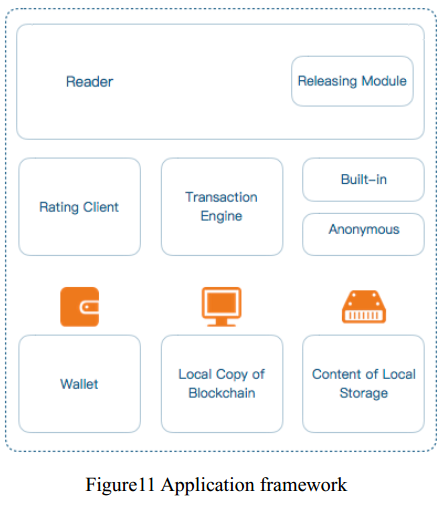 Reader
Releasing Module
Rating Client
Transaction
Engine
Built-in
Anonymous
Wallet
Local Copy of
Blockchain
Content of Local
Storage
Figure11 Application framework